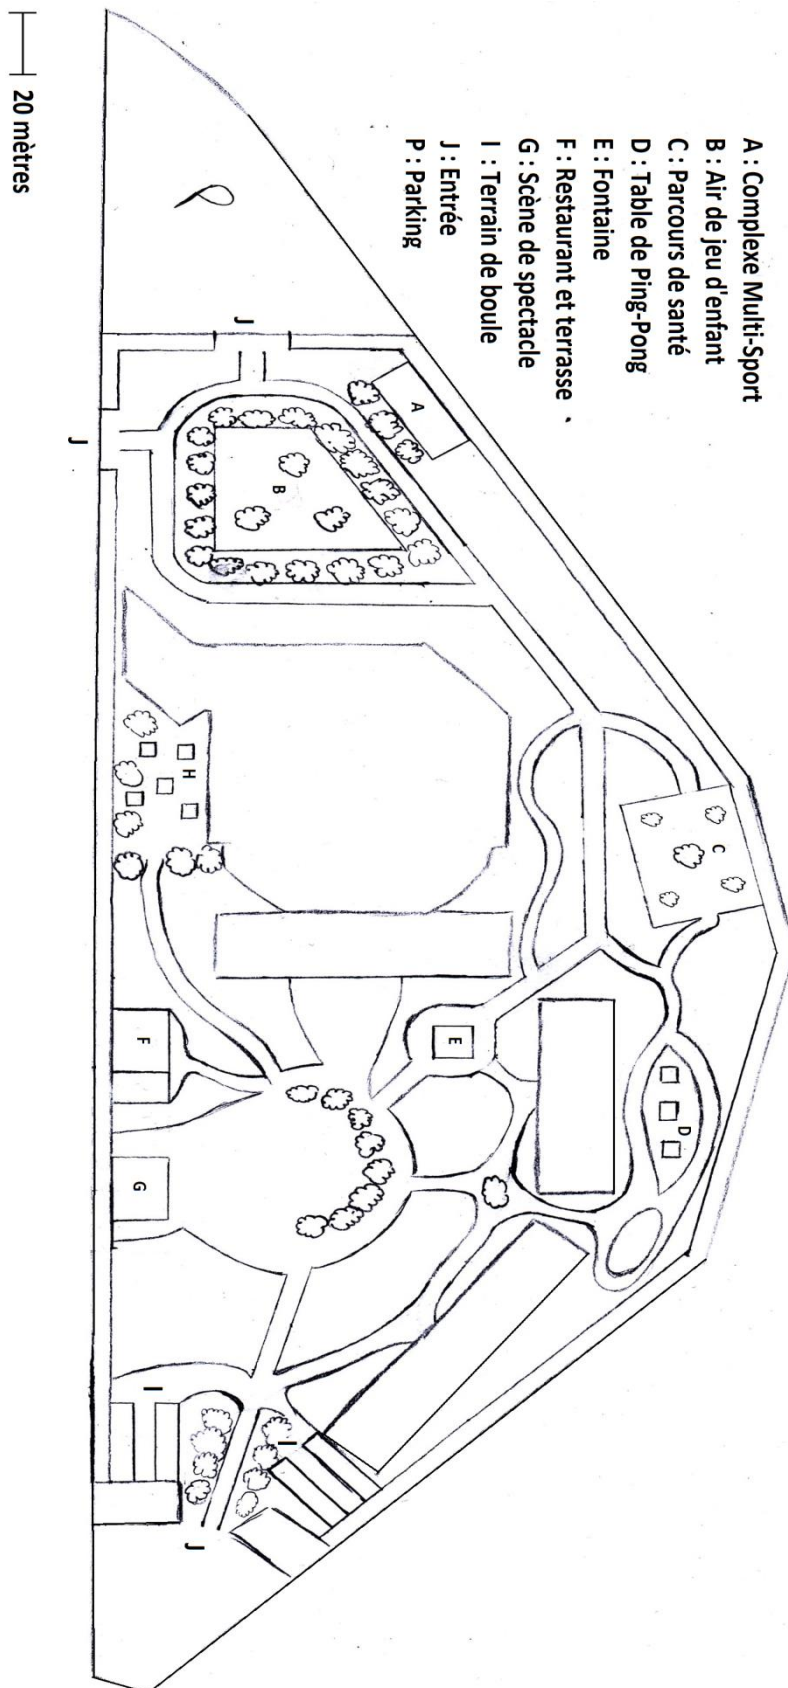 A : Complexe Multi-Sport
B : Air de jeu d'enfant
C : Parcours de santé
D : Table de Ping-Pong
E : Fontaine
F : Restaurant et terrasse
G : Scène de spectacle
I : Terrain de boule
J : Entrée
P : Parking
20 mètres
P
J
J
A
B
H
C
D
E
F
G
I
I
J